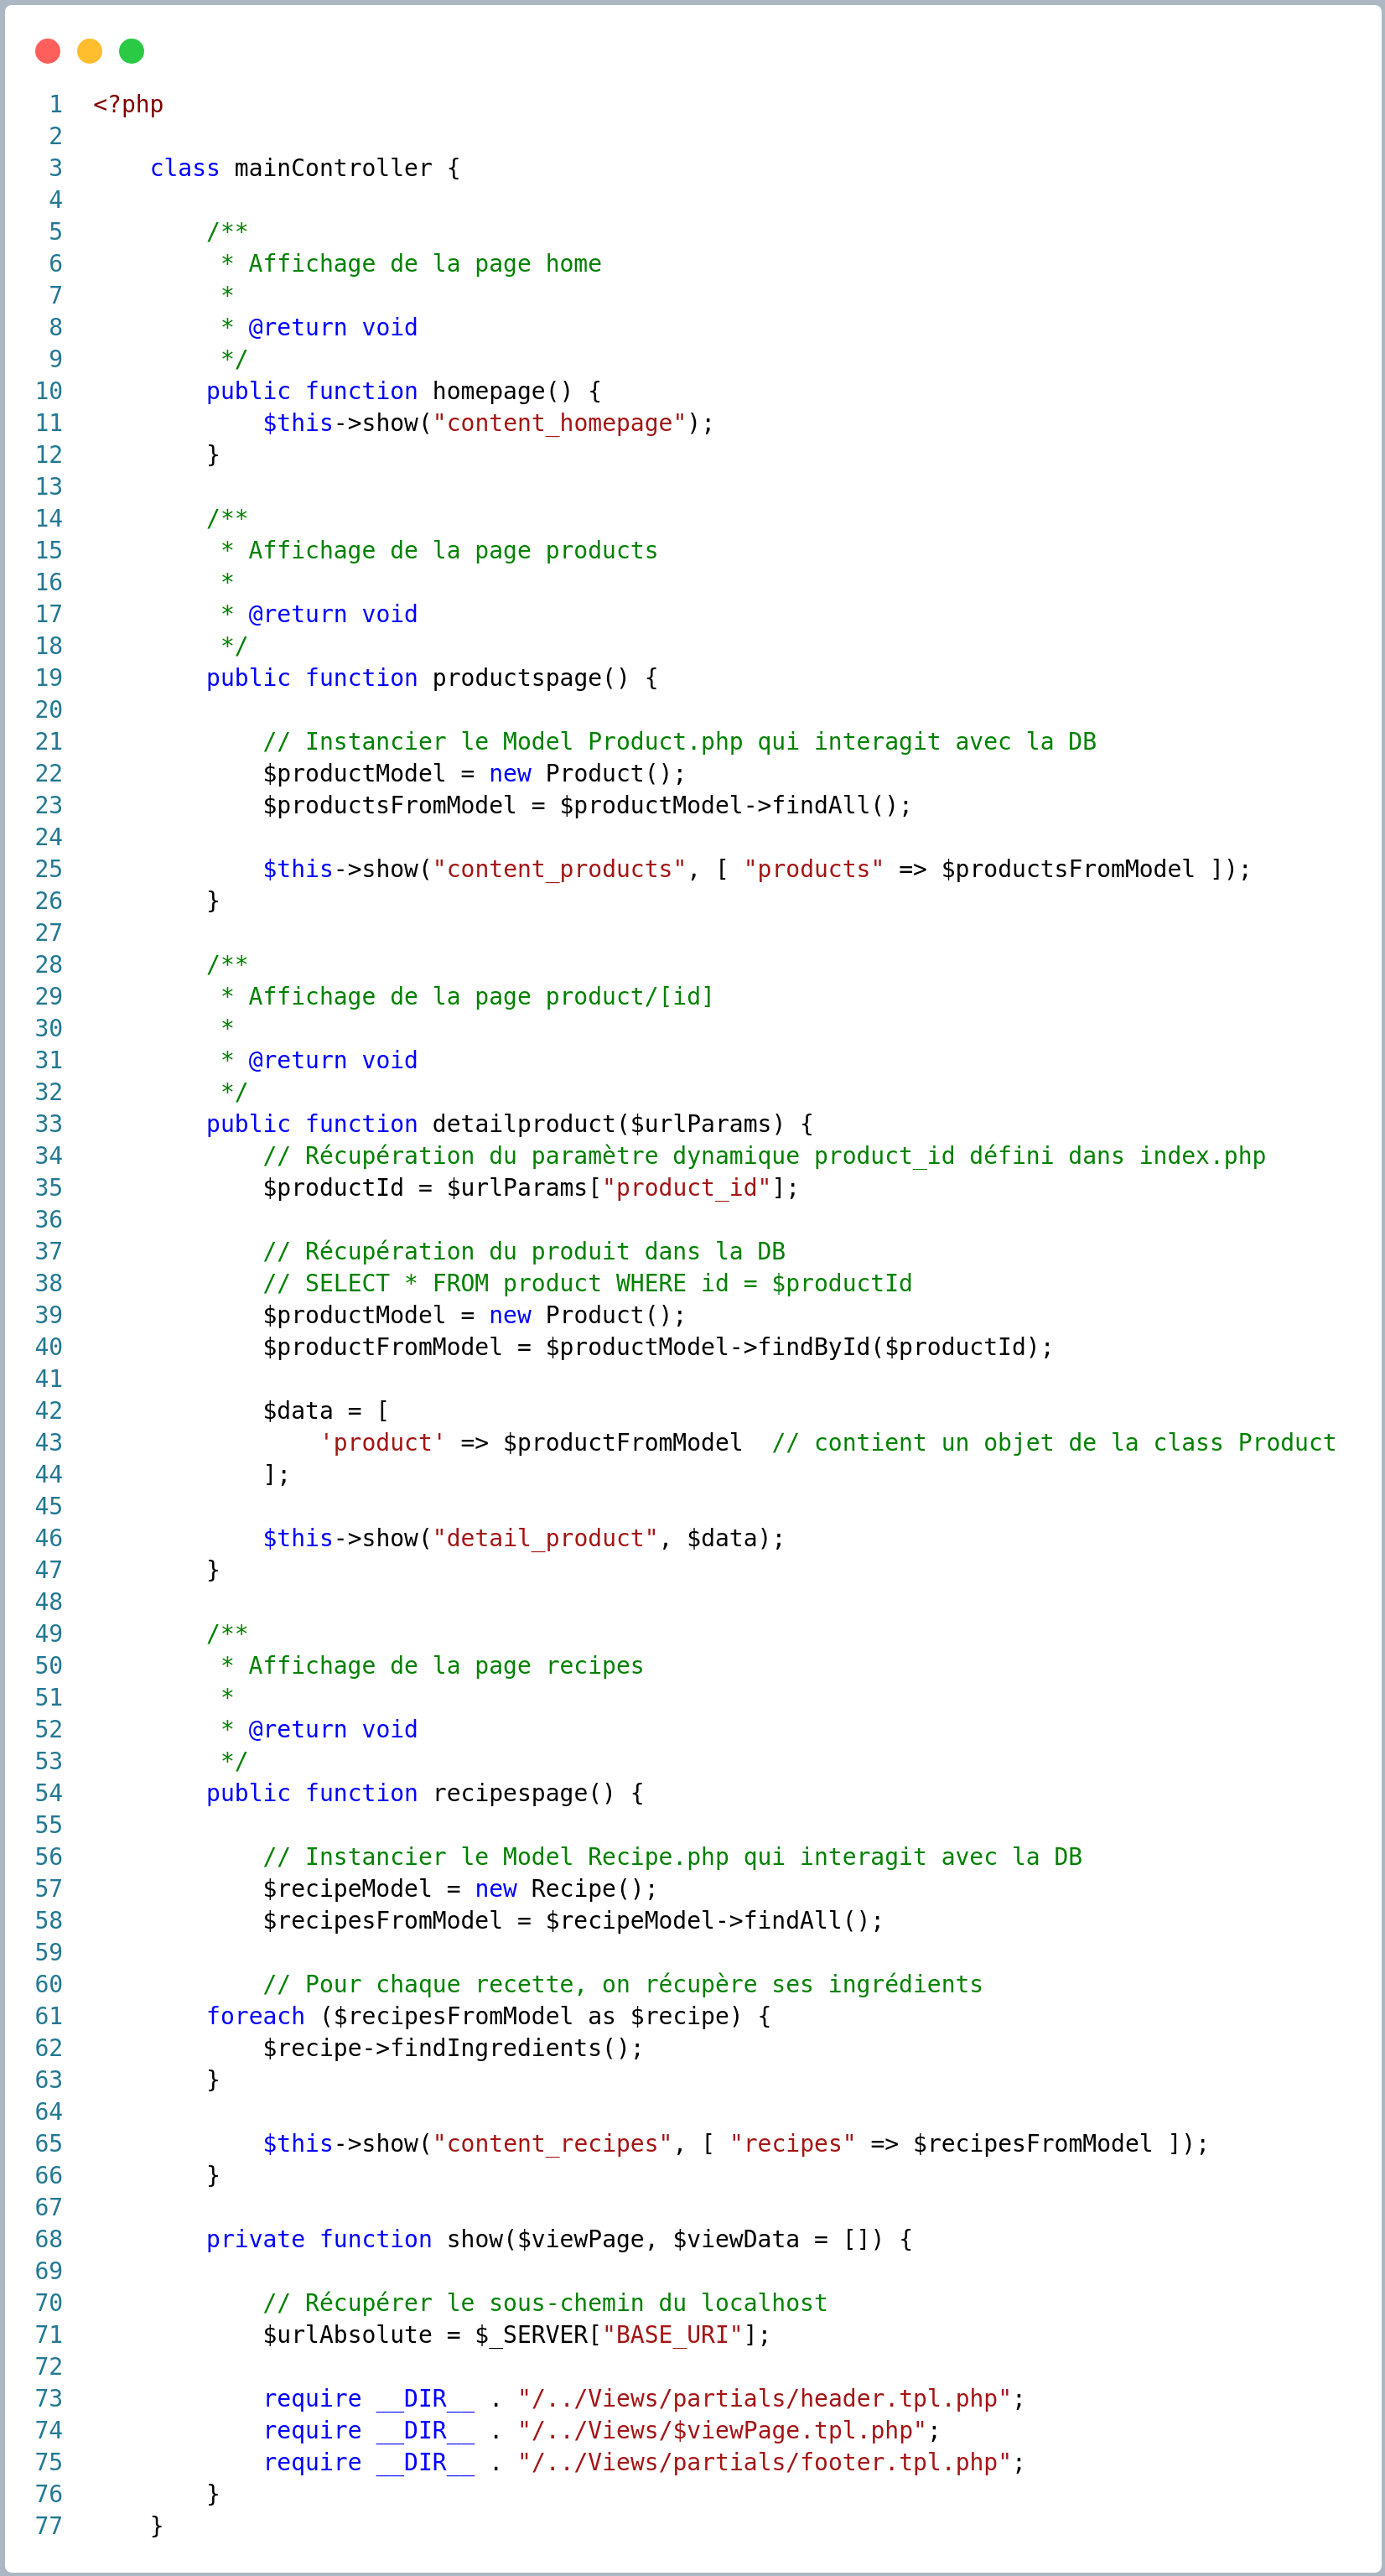 1 <?php
2
3     class mainController {
4
5         /**
6          * Affichage de la page home
7          *
8          * @return void
9          */
10         public function homepage() {
11             $this->show("content_homepage");
12         }
13
14         /**
15          * Affichage de la page products
16          *
17          * @return void
18          */
19         public function productspage() {
20
21             // Instancier le Model Product.php qui interagit avec la DB
22             $productModel = new Product();
23             $productsFromModel = $productModel->findAll();
24
25             $this->show("content_products", [ "products" => $productsFromModel ]);
26         }
27
28         /**
29          * Affichage de la page product/[id]
30          *
31          * @return void
32          */
33         public function detailproduct($urlParams) {
34             // Récupération du paramètre dynamique product_id défini dans index.php
35             $productId = $urlParams["product_id"];
36
37             // Récupération du produit dans la DB
38             // SELECT * FROM product WHERE id = $productId
39             $productModel = new Product();
40             $productFromModel = $productModel->findById($productId);
41
42             $data = [
43                 'product' => $productFromModel  // contient un objet de la class Product
44             ];
45
46             $this->show("detail_product", $data);
47         }
48
49         /**
50          * Affichage de la page recipes
51          *
52          * @return void
53          */
54         public function recipespage() {
55
56             // Instancier le Model Recipe.php qui interagit avec la DB
57             $recipeModel = new Recipe();
58             $recipesFromModel = $recipeModel->findAll();
59
60             // Pour chaque recette, on récupère ses ingrédients
61         foreach ($recipesFromModel as $recipe) {
62             $recipe->findIngredients();
63         }
64
65             $this->show("content_recipes", [ "recipes" => $recipesFromModel ]);
66         }
67
68         private function show($viewPage, $viewData = []) {
69
70             // Récupérer le sous-chemin du localhost
71             $urlAbsolute = $_SERVER["BASE_URI"];
72
73             require __DIR__ . "/../Views/partials/header.tpl.php";
74             require __DIR__ . "/../Views/$viewPage.tpl.php";
75             require __DIR__ . "/../Views/partials/footer.tpl.php";
76         }
77     }